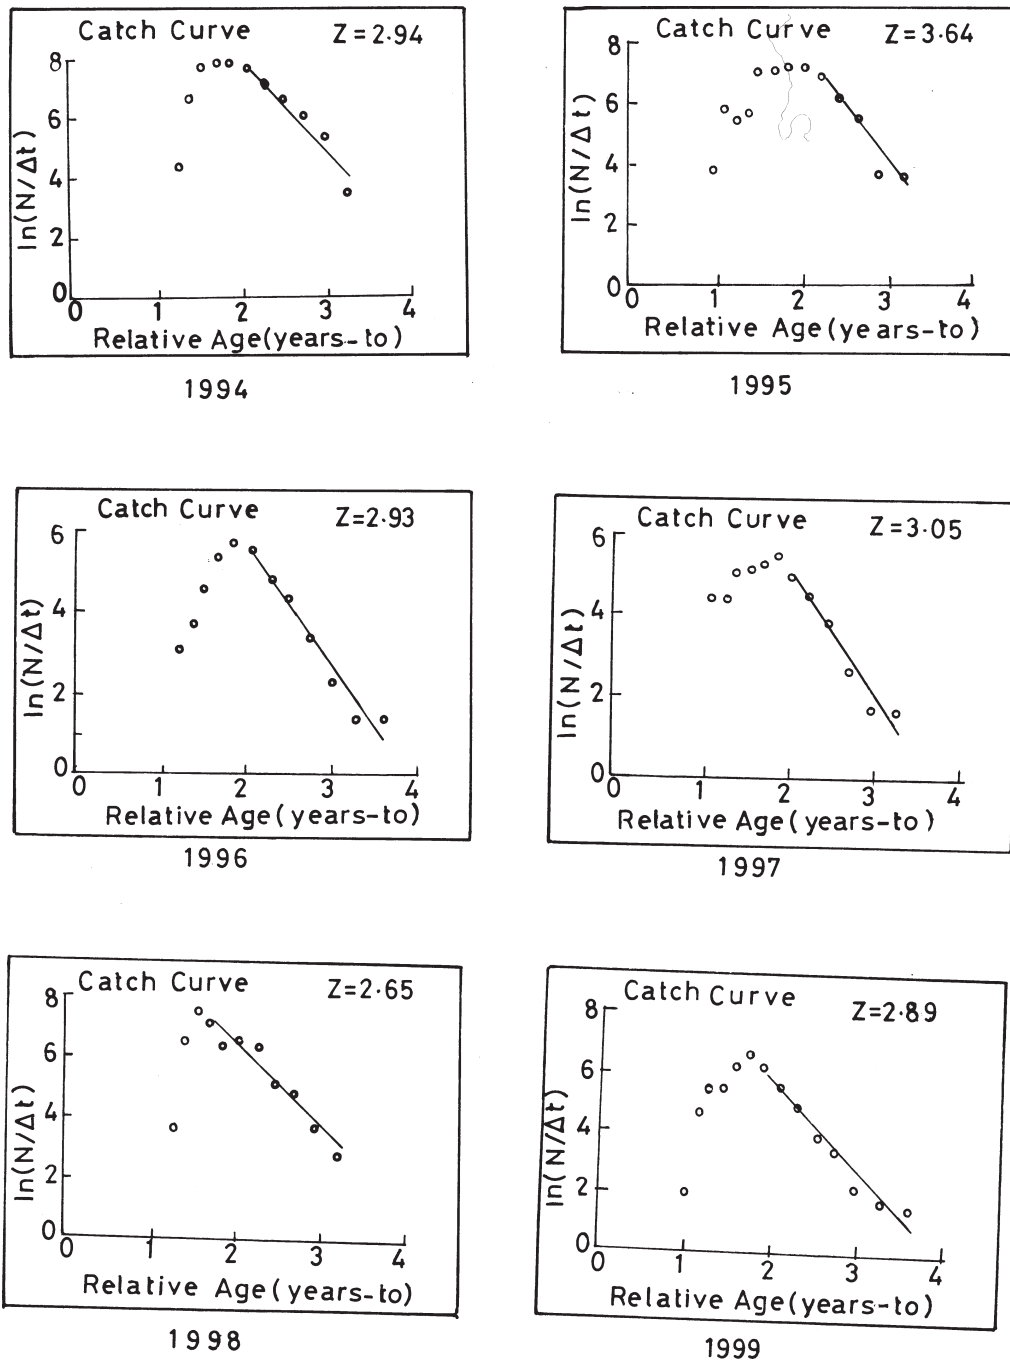 Catch Curve Z=2·94
8
6
4
2
0
0 1 2 3 4
ln(N/Δt)
Relative Age(years-to)
1994
Catch Curve Z=3·64
8
6
4
2
0
0 1 2 3 4
ln(N/Δt)
Relative Age(years-to)
1995
Catch Curve Z=2·93
6
4
2
0
0 1 2 3 4
ln(N/Δt)
Relative Age(years-to)
1996
Catch Curve Z=3·05
6
4
2
0
0 1 2 3 4
ln(N/Δt)
Relative Age(years-to)
1997
Catch Curve Z=2·65
8
6
4
2
0
0 1 2 3 4
ln(N/Δt)
Relative Age(years-to)
1998
Catch Curve Z=2·89
8
6
4
2
0
0 1 2 3 4
ln(N/Δt)
Relative Age(years-to)
1999